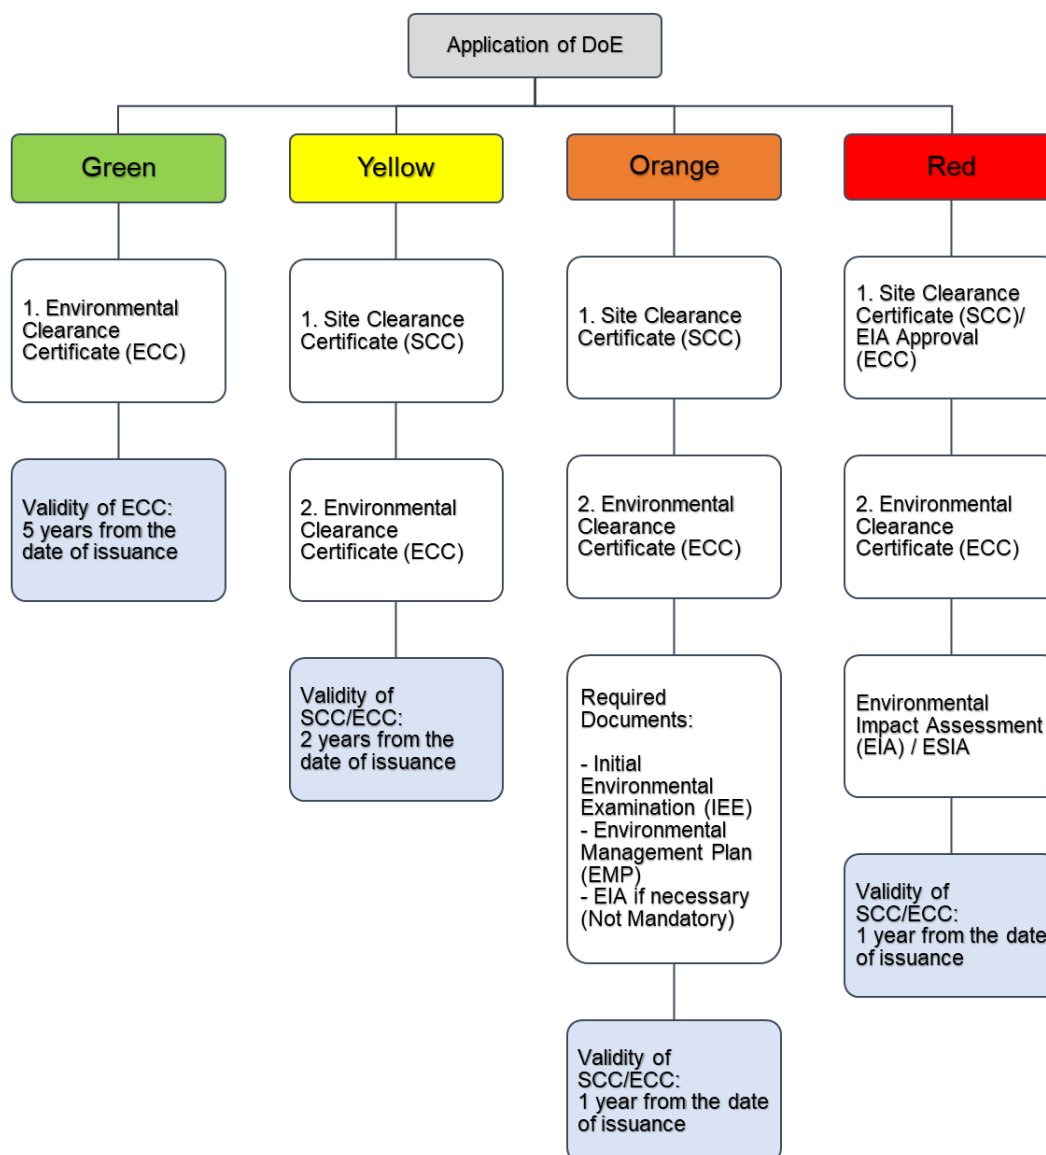 Application of DoE
Green
1. Environmental
Clearance
Certificate (ECC)
Validity of ECC:
5 years from the
date of issuance
Yellow
1. Site Clearance
Certificate (SCC)
2. Environmental
Clearance
Certificate (ECC)
Validity of
SCC/ECC:
2 years from the
date of issuance
Orange
1. Site Clearance
Certificate (SCC)
2. Environmental
Clearance
Certificate (ECC)
Required
Documents:
- Initial
Environmental
Examination (IEE)
- Environmental
Management Plan
(EMP)
- EIA if necessary
(Not Mandatory)
Validity of
SCC/ECC:
1 year from the date
of issuance
Red
1. Site Clearance
Certificate (SCC)/
EIA Approval
(ECC)
2. Environmental
Clearance
Certificate (ECC)
Environmental
Impact Assessment
(EIA) / ESIA
Validity of
SCC/ECC:
1 year from the date
of issuance